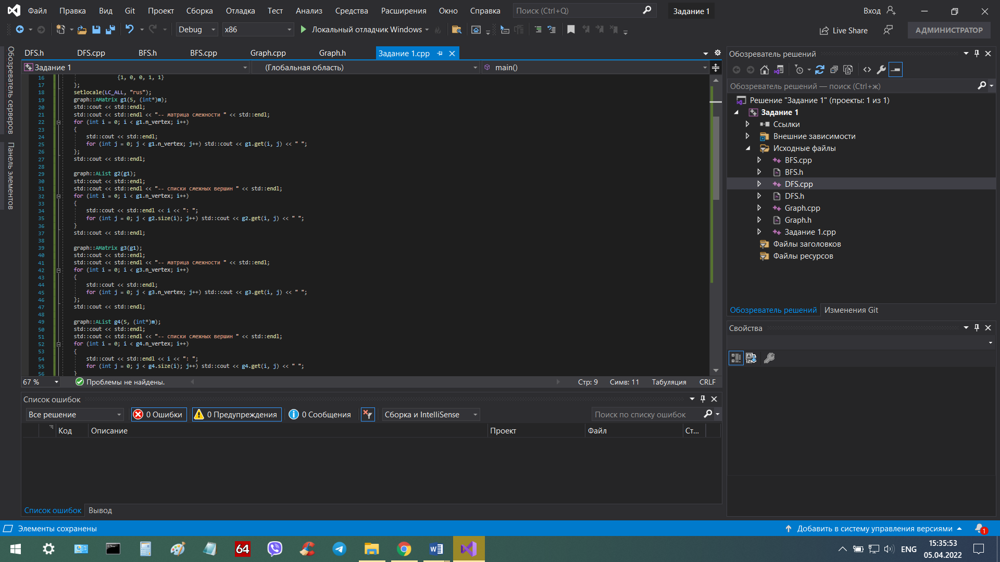 Файл Правка Вид Git Проект Сборка Отладка Тест Анализ Средства Расширения Окно Справка Поиск (Ctrl+Q) Задание 1 Вход
Debug x86 Локальный отладчик Windows Live Share АДМИНИСТРАТОР
Обозреватель серверов
Панель элементов
DFS.h DFS.cpp BFS.h BFS.cpp Graph.cpp Graph.h Задание 1.cpp
Задание 1 (Глобальная область) main()
16 {1, 0, 0, 1, 1}
17 };
18 setlocale(LC_ALL, "rus");
19 graph::AMatrix g1(5, (int*)m);
20 std::cout << std::endl;
21 std::cout << std::endl << "-- матрица смежности " << std::endl;
22 for (int i = 0; i < g1.n_vertex; i++)
23 {
24 std::cout << std::endl;
25 for (int j = 0; j < g1.n_vertex; j++) std::cout << g1.get(i, j) << " ";
26 };
27 std::cout << std::endl;
28
29 graph::AList g2(g1);
30 std::cout << std::endl;
31 std::cout << std::endl << "-- списки смежных вершин " << std::endl;
32 for (int i = 0; i < g1.n_vertex; i++)
33 {
34 std::cout << std::endl << i << ": ";
35 for (int j = 0; j < g2.size(i); j++) std::cout << g2.get(i, j) << " ";
36 }
37 std::cout << std::endl;
38
39 graph::AMatrix g3(g1);
40 std::cout << std::endl;
41 std::cout << std::endl << "-- матрица смежности " << std::endl;
42 for (int i = 0; i < g3.n_vertex; i++)
43 {
44 std::cout << std::endl;
45 for (int j = 0; j < g3.n_vertex; j++) std::cout << g3.get(i, j) << " ";
46 };
47 std::cout << std::endl;
48
49 graph::AList g4(5, (int*)m);
50 std::cout << std::endl;
51 std::cout << std::endl << "-- списки смежных вершин " << std::endl;
52 for (int i = 0; i < g4.n_vertex; i++)
53 {
54 std::cout << std::endl << i << ": ";
55 for (int j = 0; j < g4.size(i); j++) std::cout << g4.get(i, j) << " ";
56 }
67 % Проблемы не найдены. Стр: 9 Симв: 11 Табуляция CRLF
Список ошибок
Все решение 0 Ошибки 0 Предупреждения 0 Сообщения Сборка и IntelliSense Поиск по списку ошибок
Код Описание Проект Файл Ст...
Список ошибок Вывод
Обозреватель решений
Обозреватель решений — поиск (Ctrl+ж)
Решение "Задание 1" (проекты: 1 из 1)
Задание 1
Ссылки
Внешние зависимости
Исходные файлы
BFS.cpp
BFS.h
DFS.cpp
DFS.h
Graph.cpp
Graph.h
Задание 1.cpp
Файлы заголовков
Файлы ресурсов
Обозреватель решений Изменения Git
Свойства
Элементы сохранены Добавить в систему управления версиями 1
64 ENG 15:35:53
05.04.2022